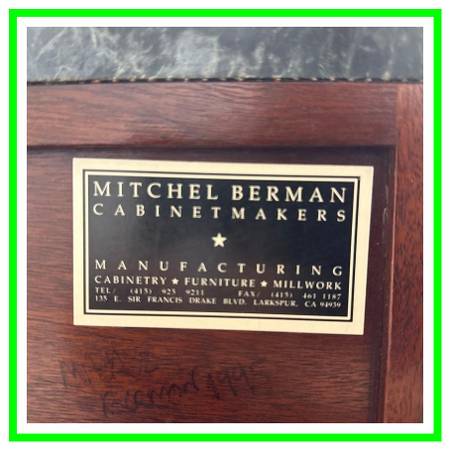 MITCHEL BERMAN
CABINETMAKERS
MANUFACTURING
CABINETRY ★ FURNITURE ★ MILLWORK
TEL/ (415) 925 9211 FAX/ (415) 461 1187
135 E. SIR FRANCIS DRAKE BLVD. LARKSPUR, CA 94939